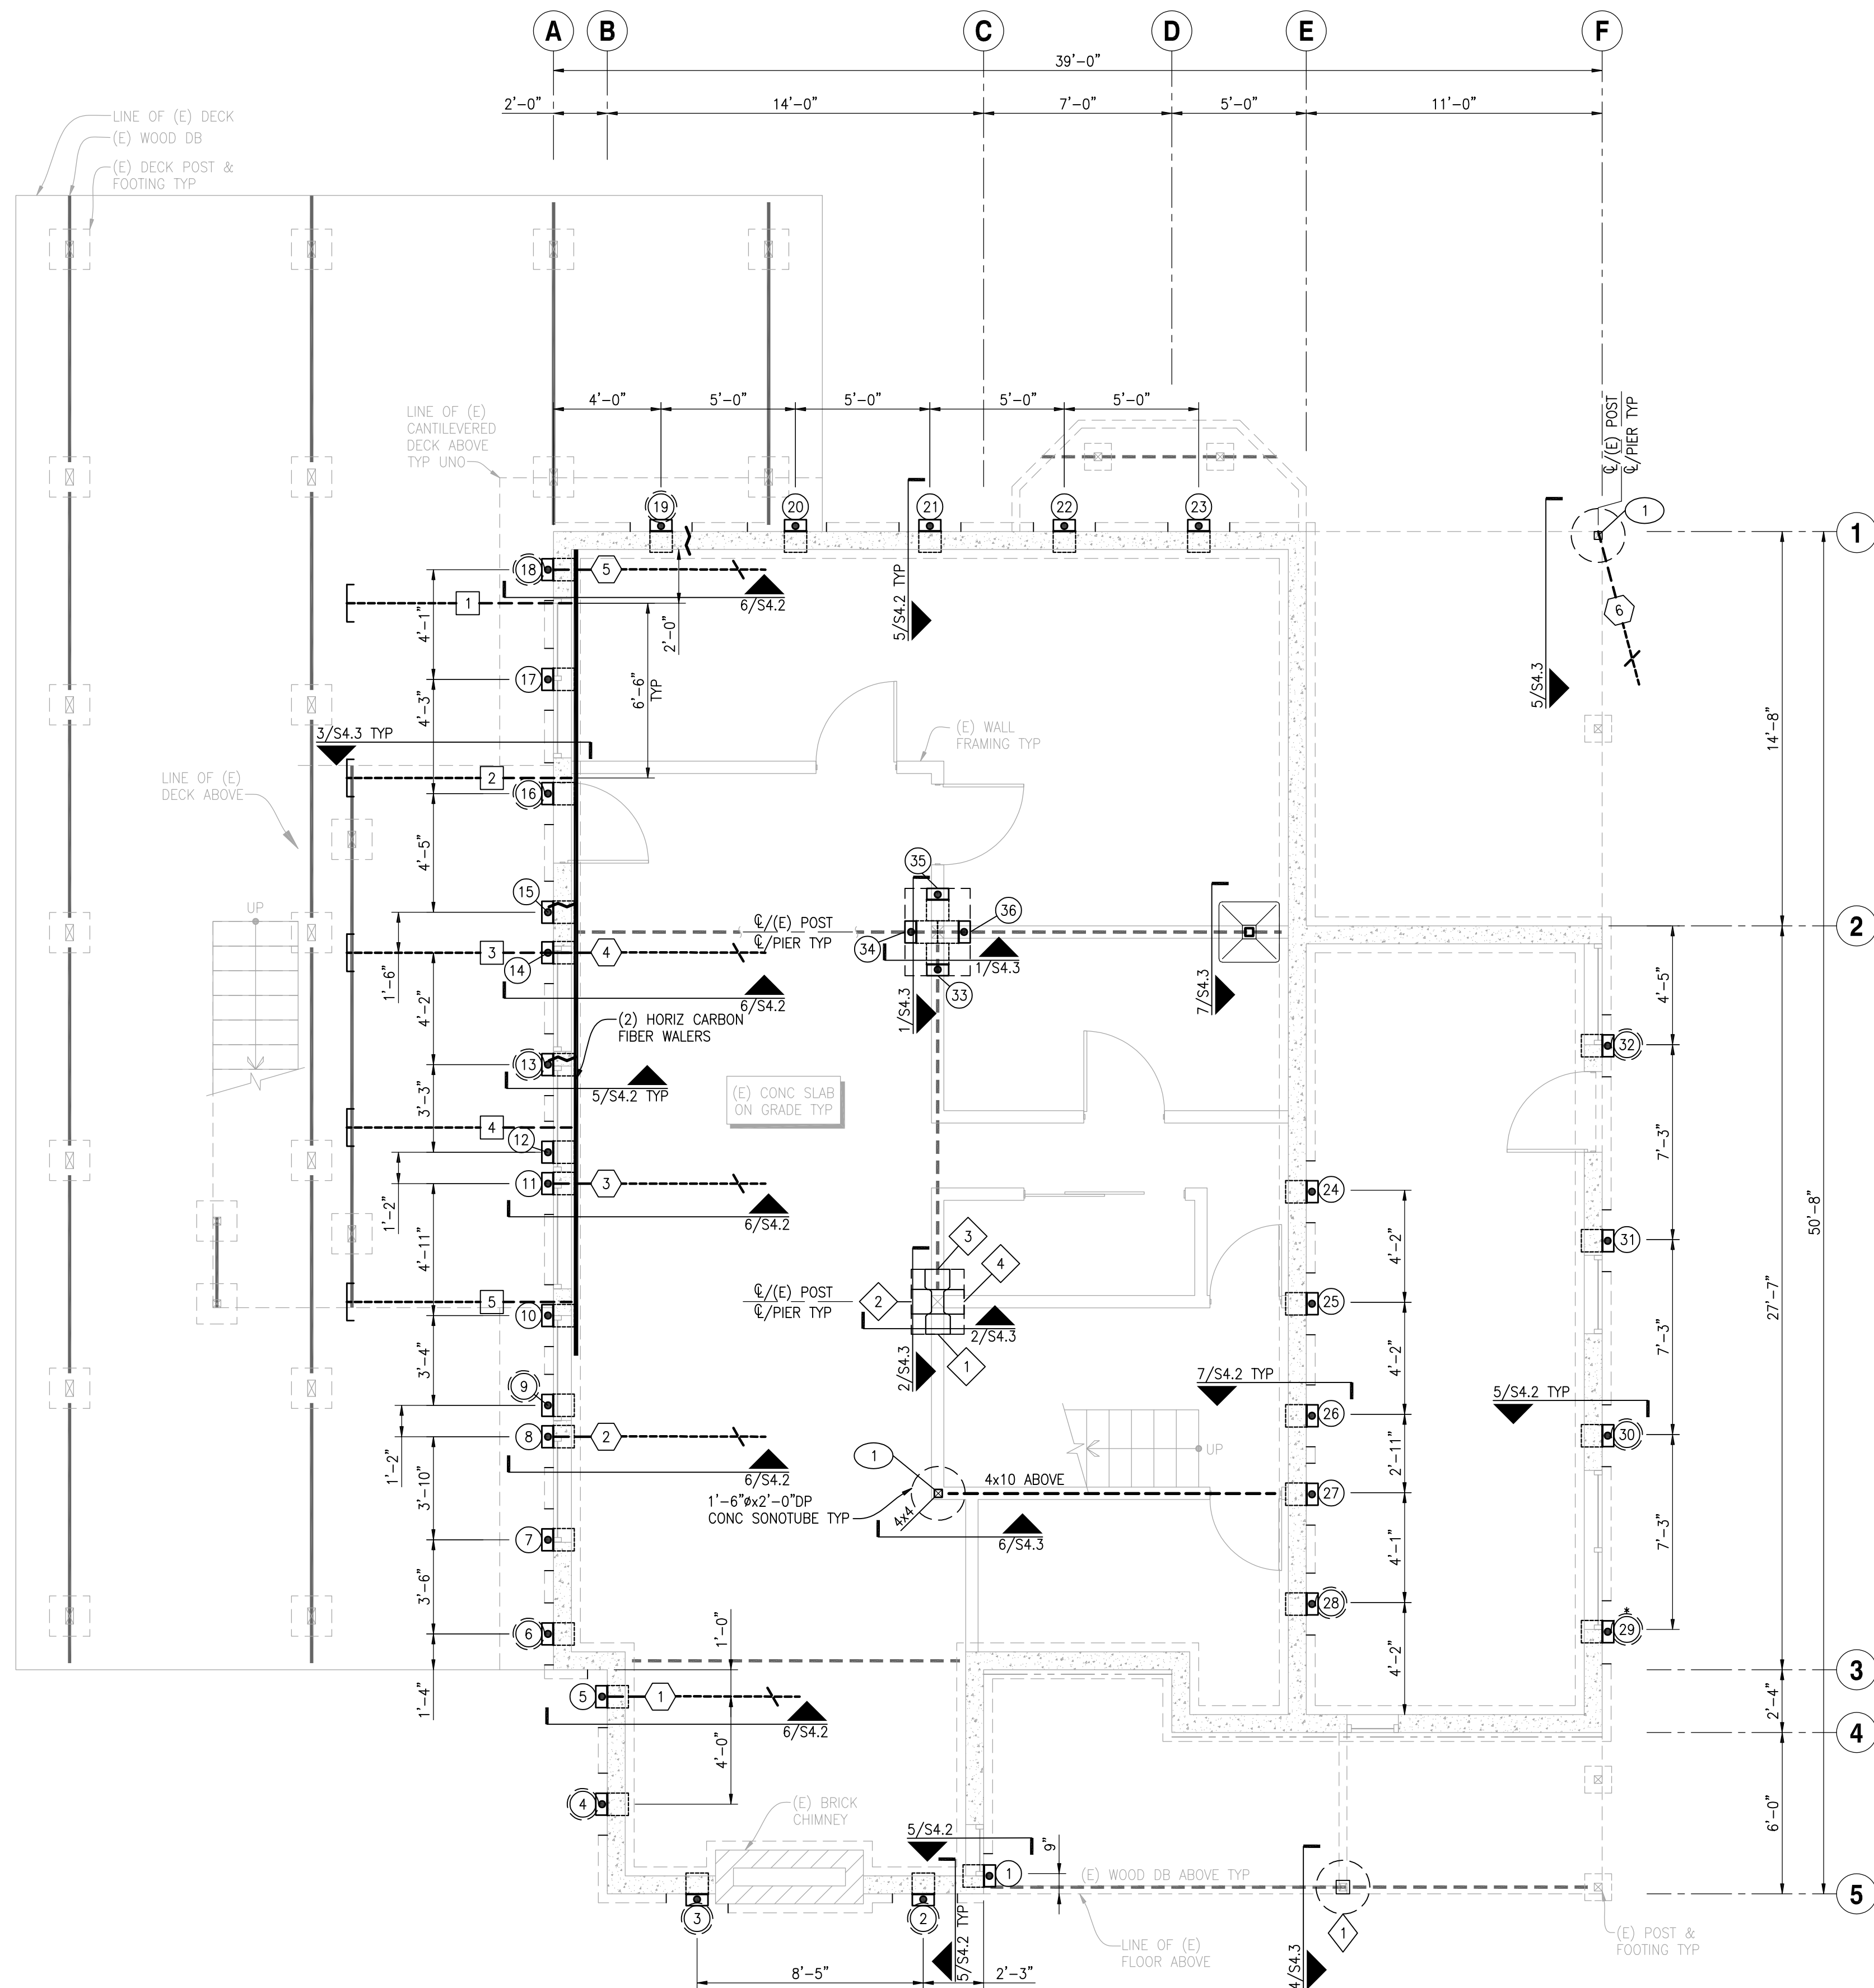 A
B
C
D
E
F
39'-0"
2'-0"
14'-0"
7'-0"
5'-0"
11'-0"
LINE OF (E) DECK
(E) WOOD DB
(E) DECK POST &
FOOTING TYP
LINE OF (E)
CANTILEVERED
DECK ABOVE
TYP UNO
4'-0"
5'-0"
5'-0"
5'-0"
5'-0"
℄/(E) POST
℄/PIER TYP
19
20
21
22
23
1
1
18
5
6/S4.2
5/S4.2 TYP
6
5/S4.3
1
4'-1"
2'-0"
17
6'-6"
TYP
4'-3"
14'-8"
3/S4.3 TYP
(E) WALL
FRAMING TYP
LINE OF (E)
DECK ABOVE
2
16
4'-5"
35
15
UP
℄/(E) POST
℄/PIER TYP
36
34
2
1'-6"
3
14
4
6/S4.2
1/S4.3
33
1/S4.3
7/S4.3
4'-5"
4'-2"
(2) HORIZ CARBON
FIBER WALERS
13
5/S4.2 TYP
32
3'-3"
(E) CONC SLAB
ON GRADE TYP
4
12
7'-3"
11
3
6/S4.2
24
1'-2"
50'-8"
4'-11"
4'-2"
31
3
4
℄/(E) POST
℄/PIER TYP
2
2/S4.3
1
2/S4.3
5
10
25
27'-7"
3'-4"
4'-2"
7'-3"
9
7/S4.2 TYP
5/S4.2 TYP
8
2
6/S4.2
26
30
1'-2"
UP
2'-11"
3'-10"
1
4x10 ABOVE
27
1'-6"øx2'-0"DP
CONC SONOTUBE TYP
4x4
6/S4.3
7
4'-1"
7'-3"
3'-6"
28
6
1'-0"
*
29
4'-2"
3
1'-4"
5
1
6/S4.2
2'-4"
4
4'-0"
4
(E) BRICK
CHIMNEY
6'-0"
5/S4.2
9"
1
(E) WOOD DB ABOVE TYP
5
3
2
5/S4.2 TYP
1
LINE OF (E)
FLOOR ABOVE
4/S4.3
(E) POST &
FOOTING TYP
8'-5"
2'-3"